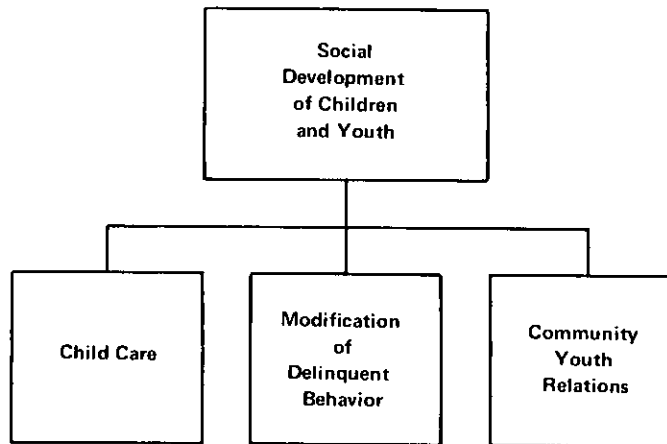 Social
Development
of Children
and Youth
Child Care
Modification
of
Delinquent
Behavior
Community
Youth
Relations